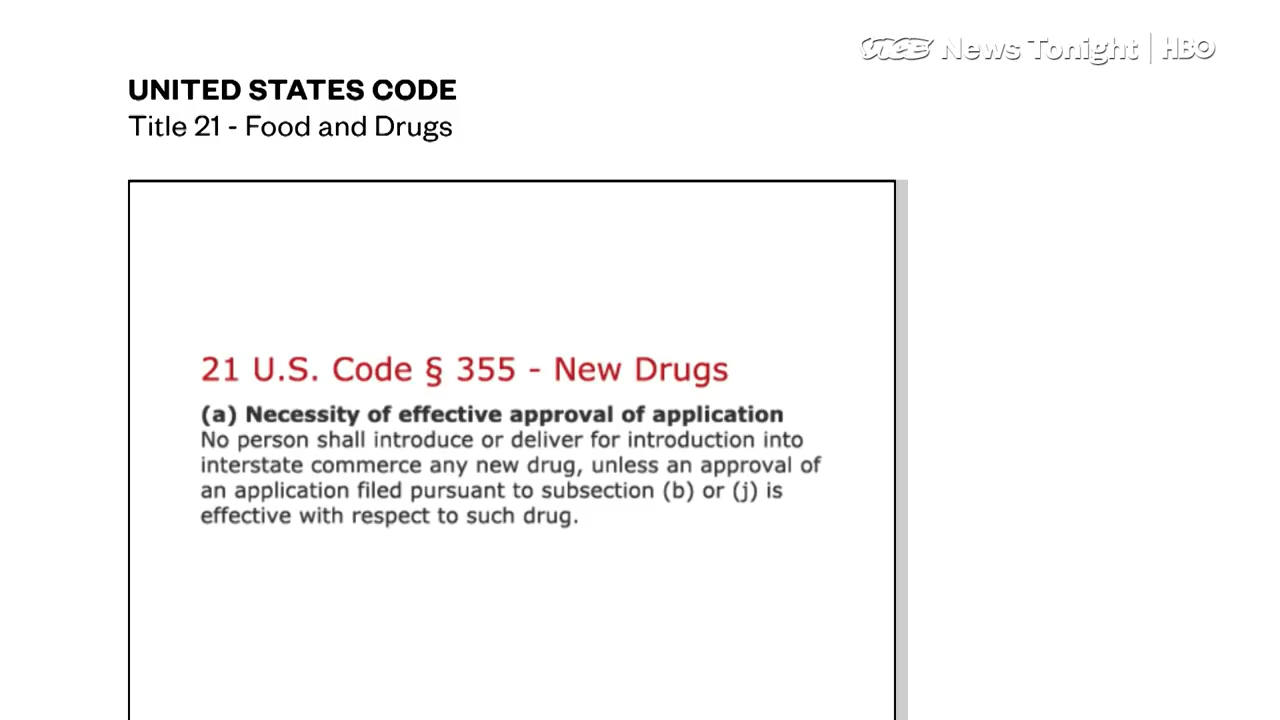 VICE News Tonight | HBO
UNITED STATES CODE
Title 21 - Food and Drugs
21 U.S. Code § 355 - New Drugs
(a) Necessity of effective approval of application
No person shall introduce or deliver for introduction into
interstate commerce any new drug, unless an approval of
an application filed pursuant to subsection (b) or (j) is
effective with respect to such drug.